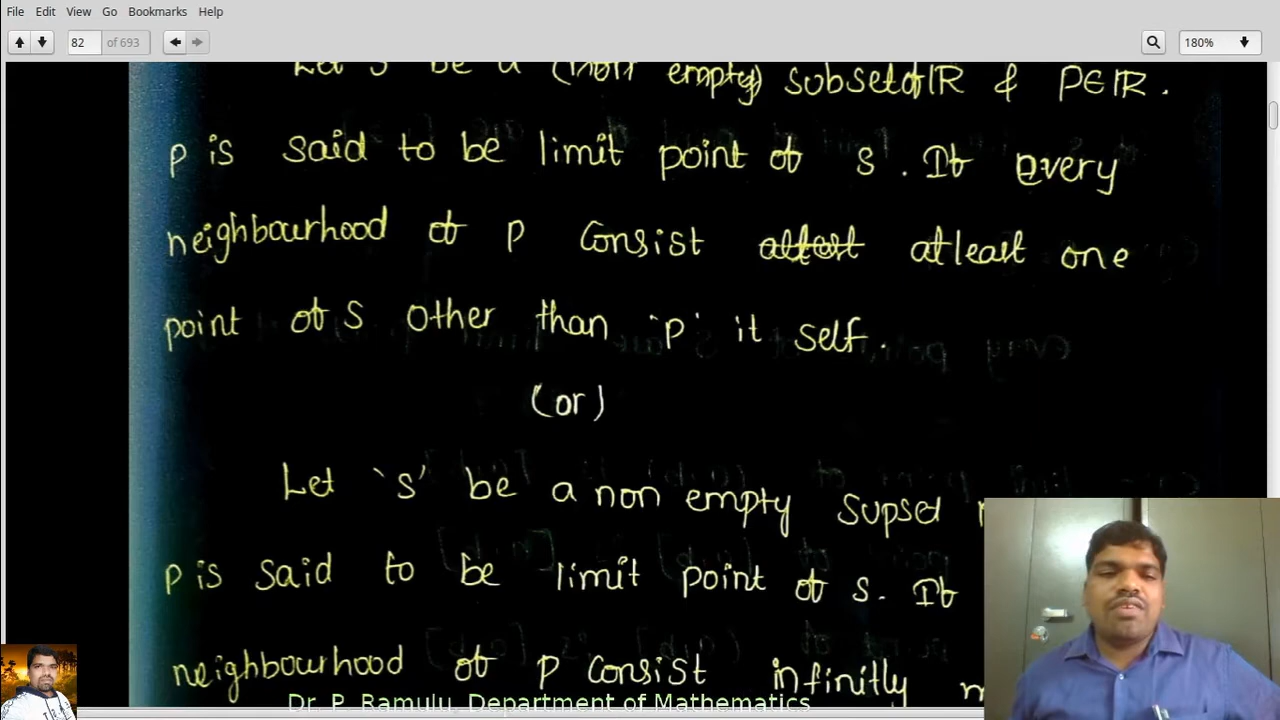 File Edit View Go Bookmarks Help
82 of 693 180%
Let S be a (non empty) subset of IR & P∈IR.
P is said to be limit point of S. If every
neighbourhood of P consist atleast one
point of S other than 'p' it self.
(or)
Let 's' be a non empty supset
P is said to be limit point of S. If
neighbourhood of P consist infinitly
Dr. P. Ramulu, Department of Mathematics